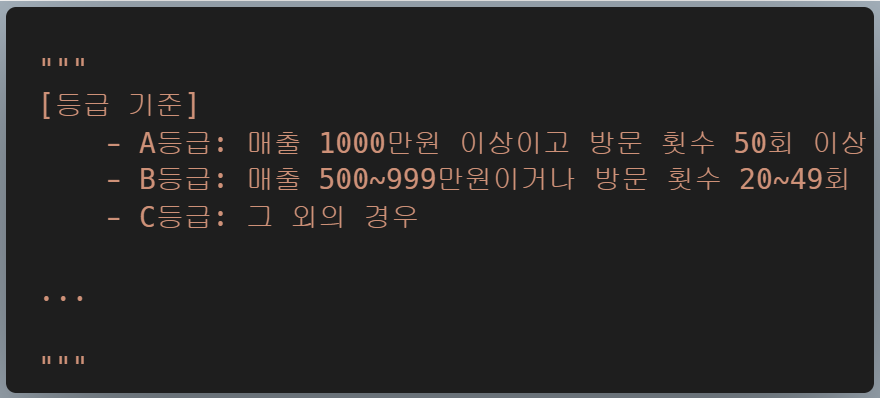 """
[등급 기준]
- A등급: 매출 1000만원 이상이고 방문 횟수 50회 이상
- B등급: 매출 500~999만원이거나 방문 횟수 20~49회
- C등급: 그 외의 경우
...
"""